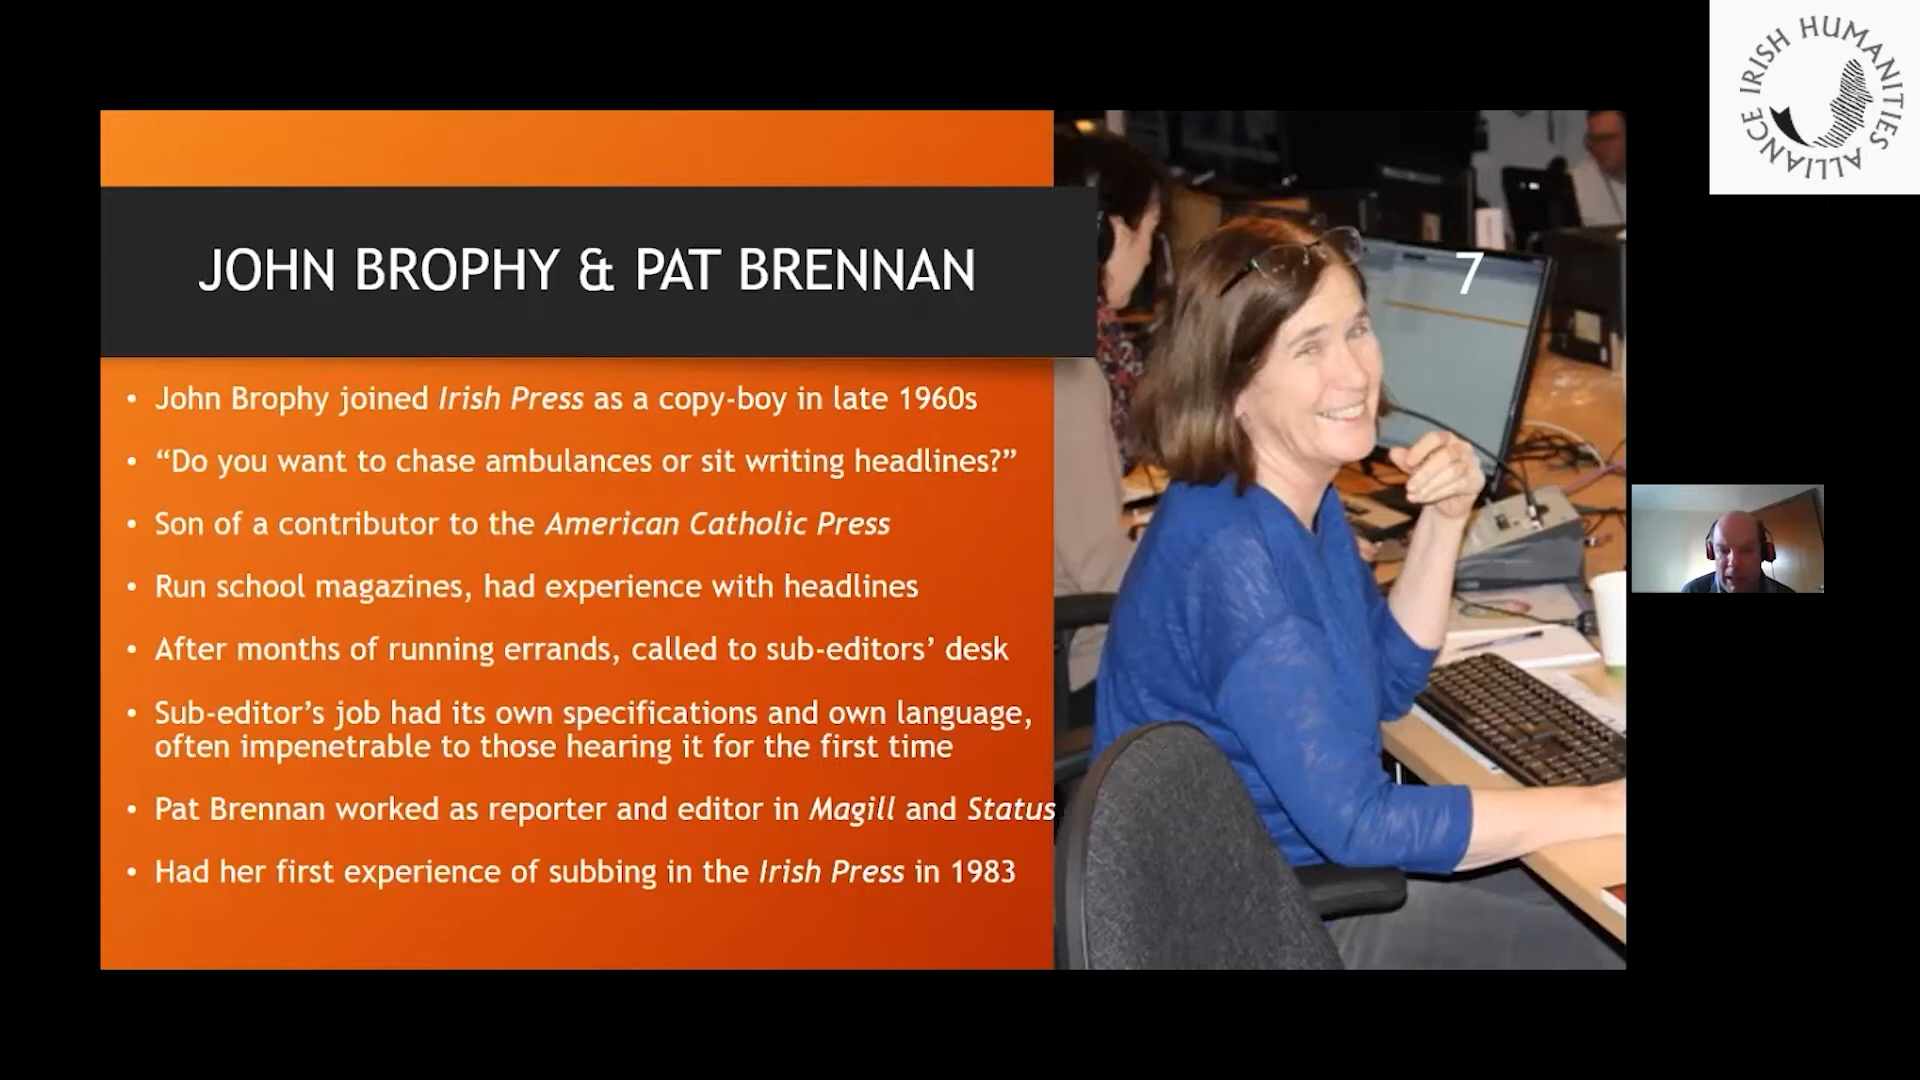 IRISH HUMANITIES ALLIANCE
JOHN BROPHY & PAT BRENNAN
7
• John Brophy joined Irish Press as a copy-boy in late 1960s
• “Do you want to chase ambulances or sit writing headlines?”
• Son of a contributor to the American Catholic Press
• Run school magazines, had experience with headlines
• After months of running errands, called to sub-editors’ desk
• Sub-editor’s job had its own specifications and own language,
often impenetrable to those hearing it for the first time
• Pat Brennan worked as reporter and editor in Magill and Status
• Had her first experience of subbing in the Irish Press in 1983